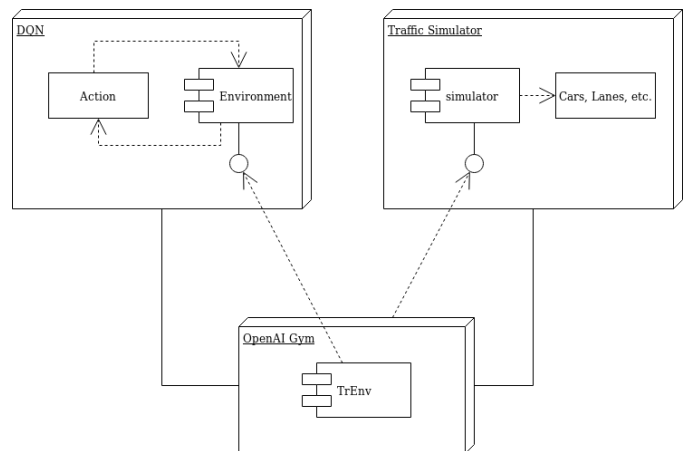 DQN
Traffic Simulator
Action
Environment
simulator
Cars, Lanes, etc.
OpenAI Gym
TrEnv